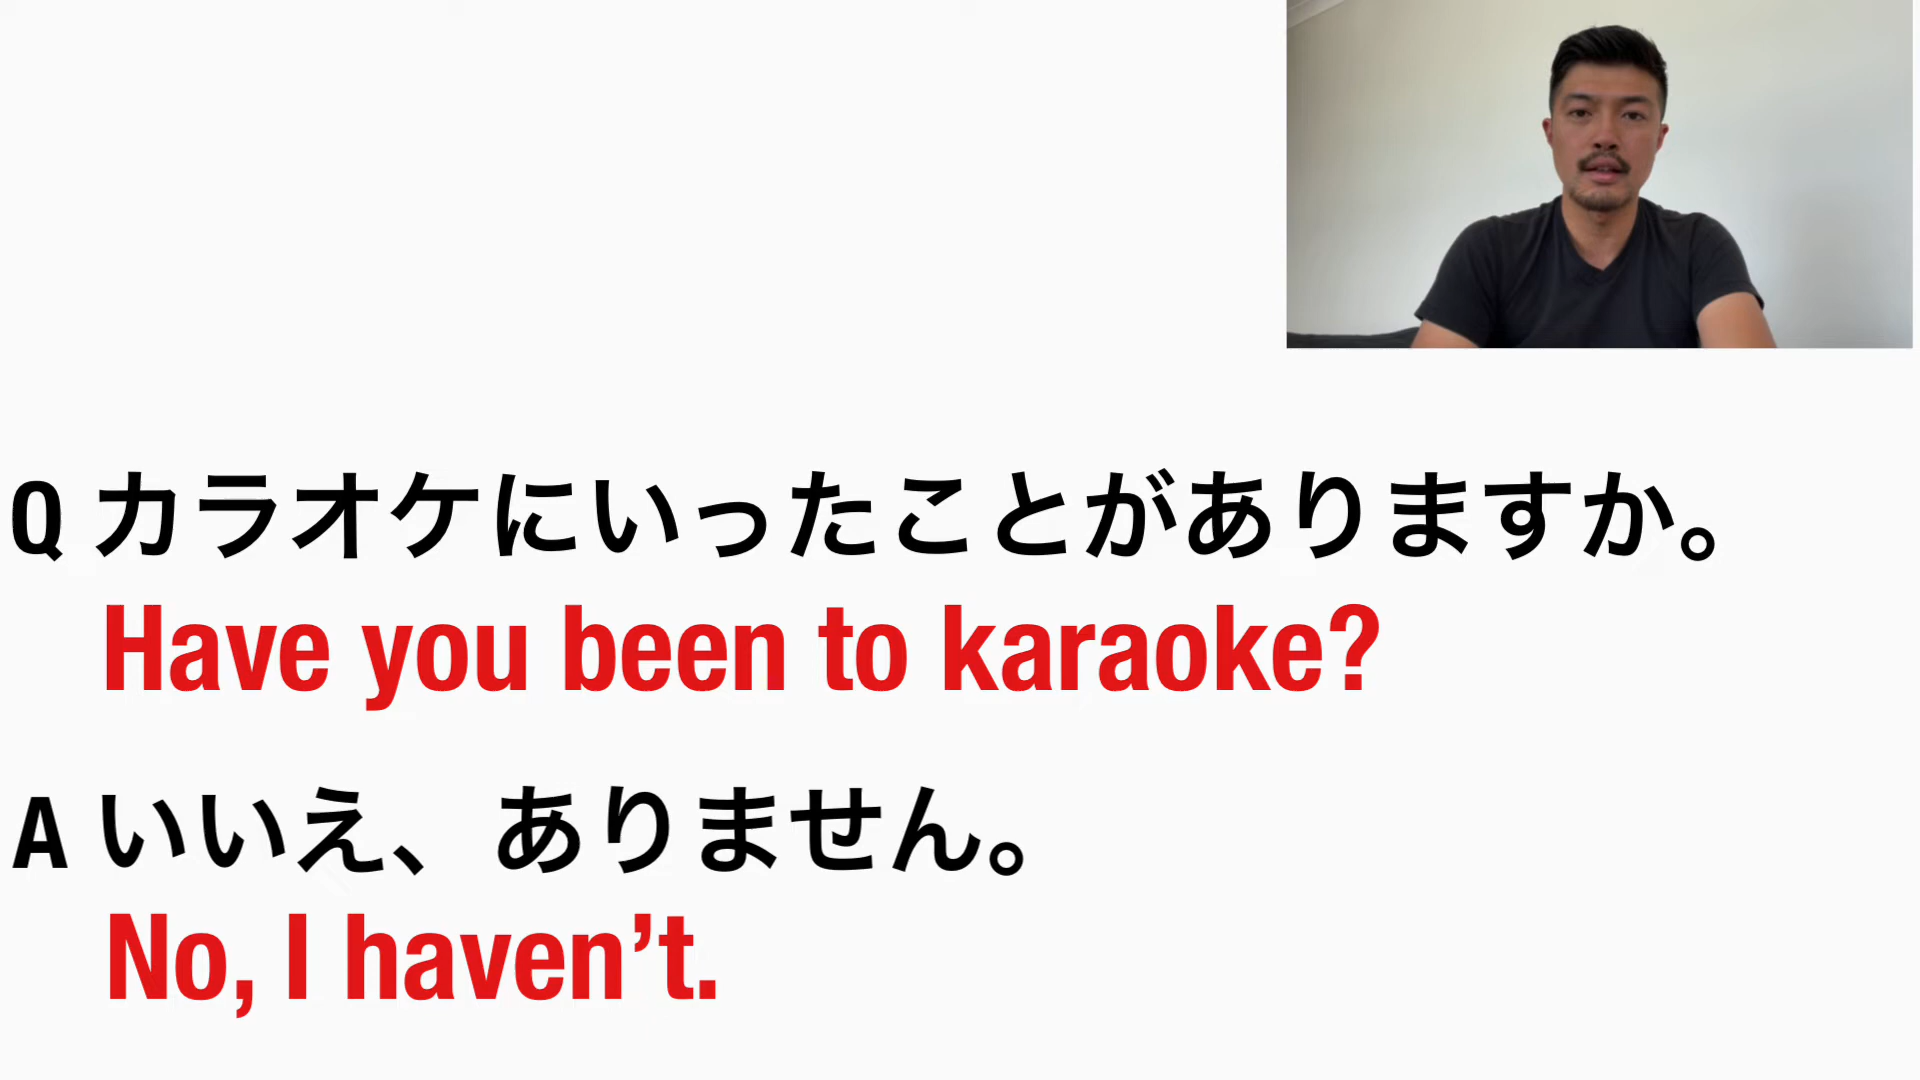 Q カラオケにいったことがありますか。
Have you been to karaoke?
A いいえ、ありません。
No, I haven’t.